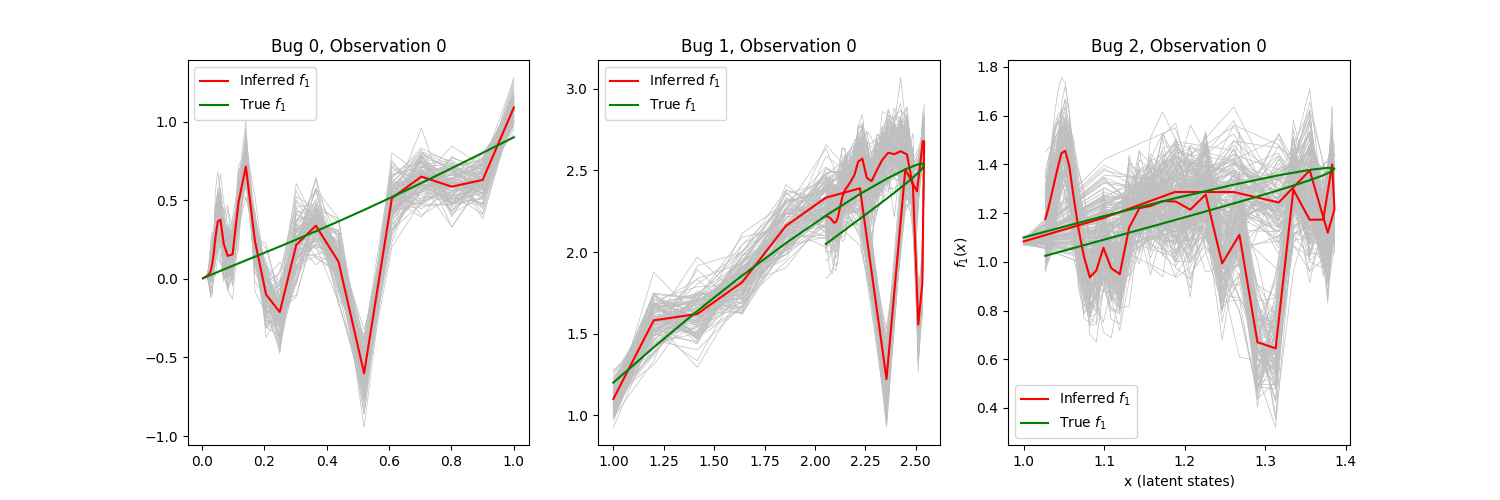 Bug 0, Observation 0
Inferred f₁
True f₁
1.0
0.5
0.0
−0.5
−1.0
0.0 0.2 0.4 0.6 0.8 1.0
Bug 1, Observation 0
Inferred f₁
True f₁
3.0
2.5
2.0
1.5
1.0
1.00 1.25 1.50 1.75 2.00 2.25 2.50
Bug 2, Observation 0
1.8
1.6
1.4
1.2
1.0
0.8
0.6
0.4
f₁(x)
Inferred f₁
True f₁
1.0 1.1 1.2 1.3 1.4
x (latent states)